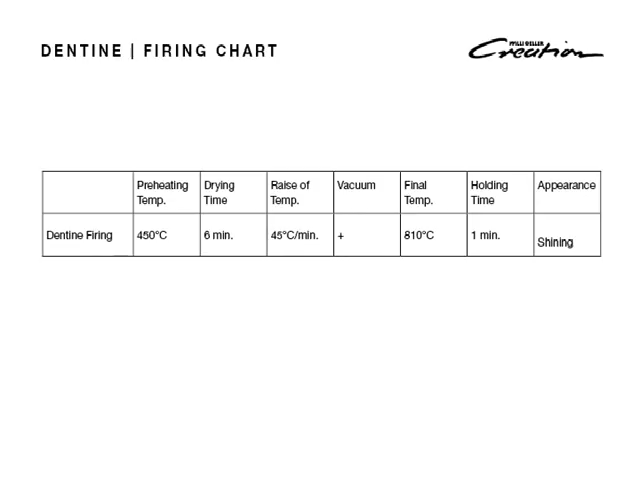 DENTINE | FIRING CHART
WILLI GELLER
Creation
Preheating Temp. Drying Time Raise of Temp. Vacuum Final Temp. Holding Time Appearance
Dentine Firing 450°C 6 min. 45°C/min. + 810°C 1 min. Shining